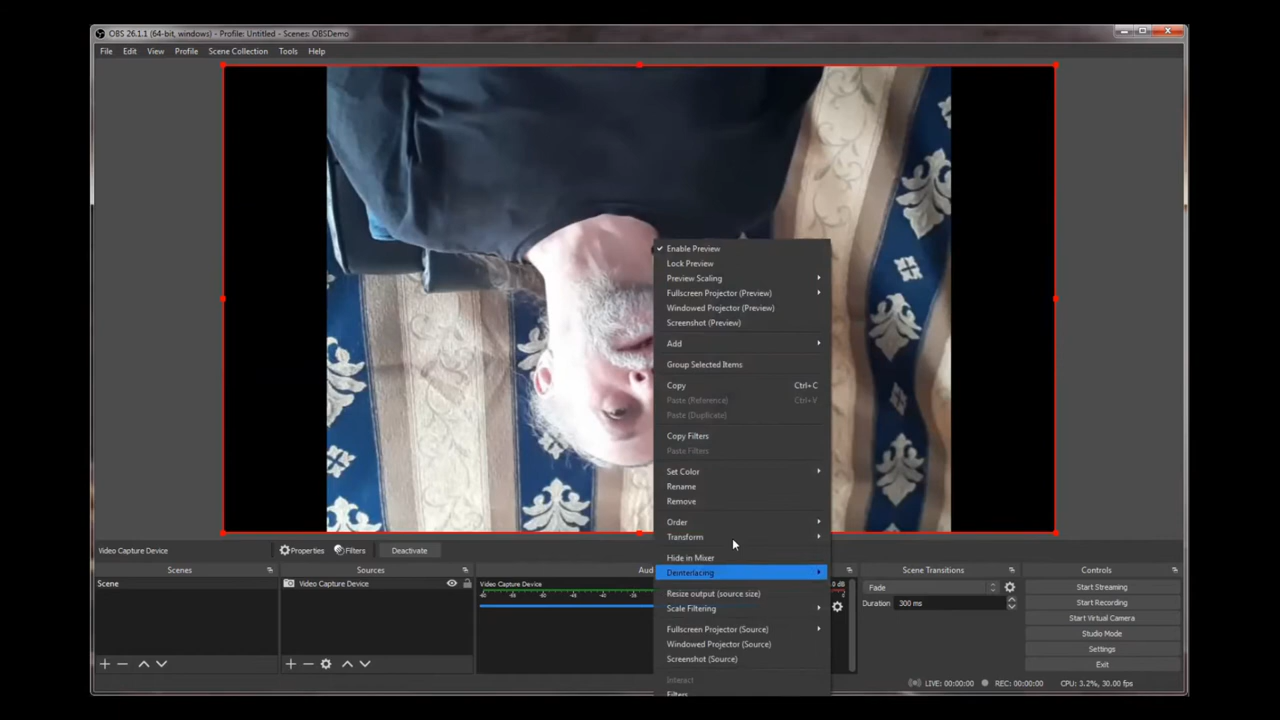 OBS 26.1.1 (64-bit, windows) - Profile: Untitled - Scenes: OBSDemo
File Edit View Profile Scene Collection Tools Help
Enable Preview
Lock Preview
Preview Scaling
Fullscreen Projector (Preview)
Windowed Projector (Preview)
Screenshot (Preview)
Add
Group Selected Items
Copy Ctrl+C
Paste (Reference) Ctrl+V
Paste (Duplicate)
Copy Filters
Paste Filters
Set Color
Rename
Remove
Order
Transform
Hide in Mixer
Deinterlacing
Resize output (source size)
Scale Filtering
Fullscreen Projector (Source)
Windowed Projector (Source)
Screenshot (Source)
Interact
Filters
Video Capture Device Properties Filters Deactivate
Scenes
Scene
Sources
Video Capture Device
Video Capture Device
Scene Transitions
Fade
Duration 300 ms
Controls
Start Streaming
Start Recording
Start Virtual Camera
Studio Mode
Settings
Exit
LIVE: 00:00:00 REC: 00:00:00 CPU: 3.2%, 30.00 fps